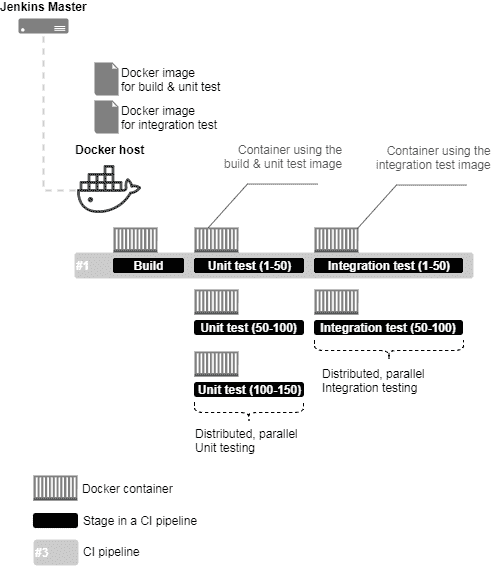 Jenkins Master
Docker image
for build & unit test
Docker image
for integration test
Docker host
Container using the
build & unit test image
Container using the
integration test image
#1
Build
Unit test (1-50)
Integration test (1-50)
Unit test (50-100)
Integration test (50-100)
Unit test (100-150)
Distributed, parallel
Integration testing
Distributed, parallel
Unit testing
Docker container
Stage in a CI pipeline
#3
CI pipeline